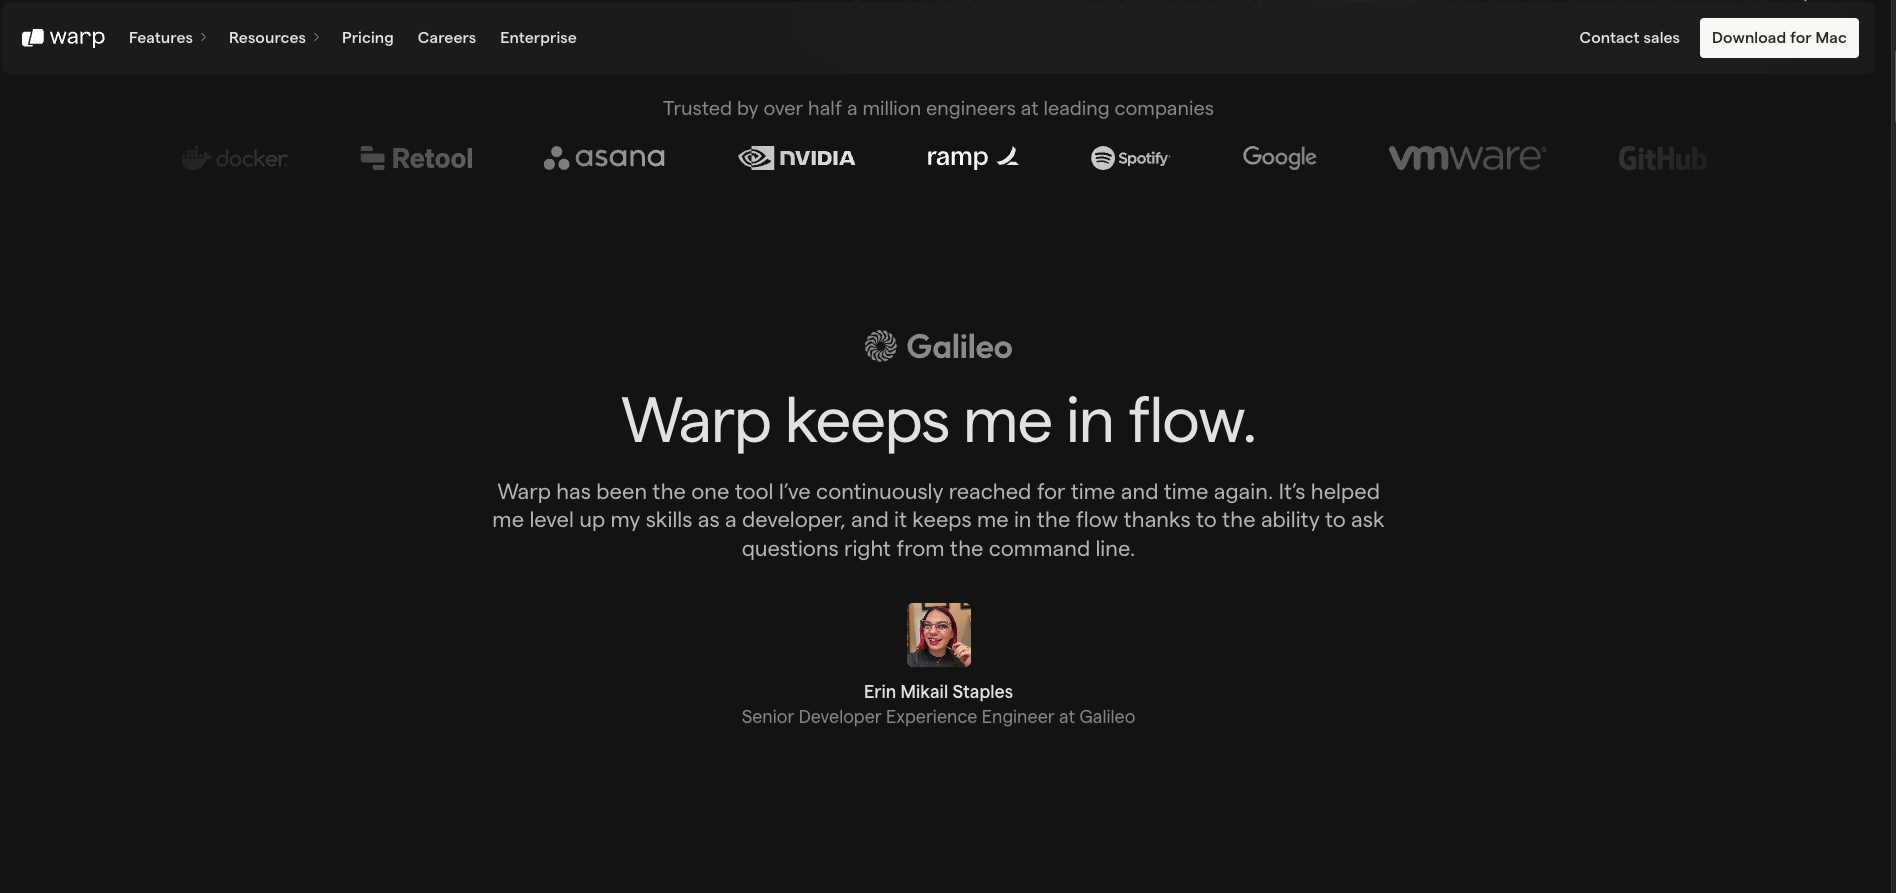 warp
Features
Resources
Pricing
Careers
Enterprise
Contact sales
Download for Mac
Trusted by over half a million engineers at leading companies
docker
Retool
asana
NVIDIA
ramp
Spotify
Google
vmware®
GitHub
Galileo
Warp keeps me in flow.
Warp has been the one tool I’ve continuously reached for time and time again. It’s helped
me level up my skills as a developer, and it keeps me in the flow thanks to the ability to ask
questions right from the command line.
Erin Mikail Staples
Senior Developer Experience Engineer at Galileo